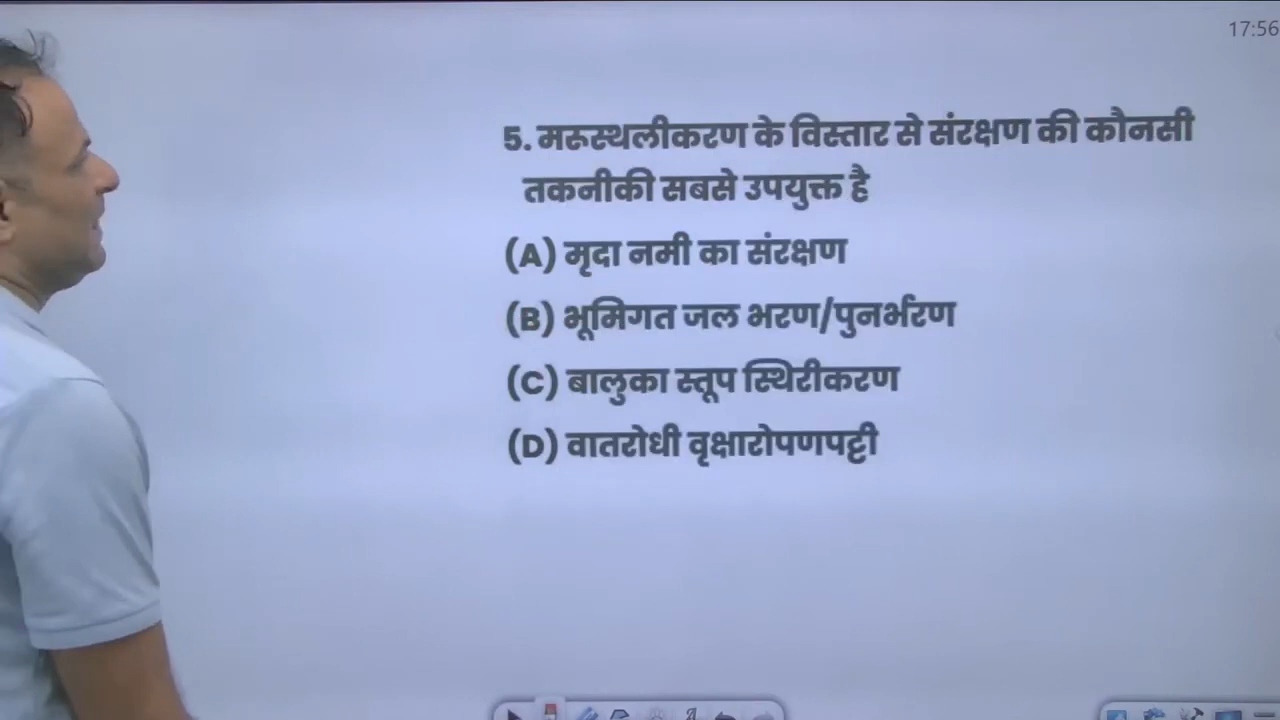 17:56
5. मरूस्थलीकरण के विस्तार से संरक्षण की कौनसी
तकनीकी सबसे उपयुक्त है
(A) मृदा नमी का संरक्षण
(B) भूमिगत जल भरण/पुनर्भरण
(C) बालुका स्तूप स्थिरीकरण
(D) वातरोधी वृक्षारोपणपट्टी